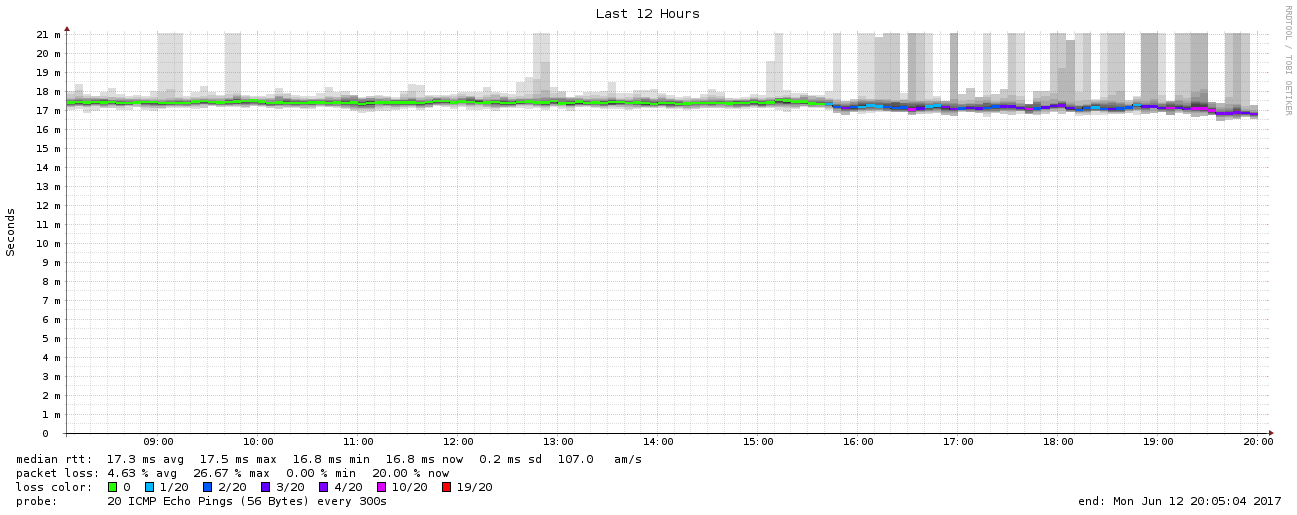 Last 12 Hours
RRDTOOL / TOBI OETIKER
Seconds
21 m
20 m
19 m
18 m
17 m
16 m
15 m
14 m
13 m
12 m
11 m
10 m
9 m
8 m
7 m
6 m
5 m
4 m
3 m
2 m
1 m
0
09:00 10:00 11:00 12:00 13:00 14:00 15:00 16:00 17:00 18:00 19:00 20:00
median rtt: 17.3 ms avg 17.5 ms max 16.8 ms min 16.8 ms now 0.2 ms sd 107.0 am/s
packet loss: 4.63 % avg 26.67 % max 0.00 % min 20.00 % now
loss color: 0 1/20 2/20 3/20 4/20 10/20 19/20
probe: 20 ICMP Echo Pings (56 Bytes) every 300s end: Mon Jun 12 20:05:04 2017